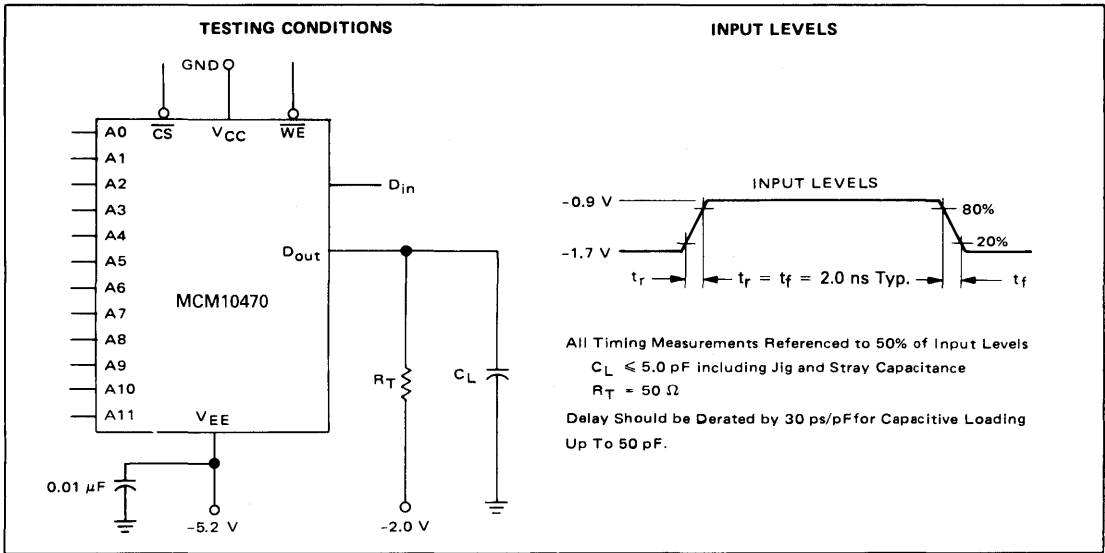 TESTING CONDITIONS
GND
A0
A1
A2
A3
A4
A5
A6
A7
A8
A9
A10
A11
CS
VCC
WE
Din
Dout
MCM10470
VEE
RT
CL
0.01 μF
-5.2 V
-2.0 V
INPUT LEVELS
INPUT LEVELS
-0.9 V
80%
-1.7 V
20%
tr
tr = tf = 2.0 ns Typ.
tf
All Timing Measurements Referenced to 50% of Input Levels
CL ≤ 5.0 pF including Jig and Stray Capacitance
RT = 50 Ω
Delay Should be Derated by 30 ps/pFfor Capacitive Loading
Up To 50 pF.